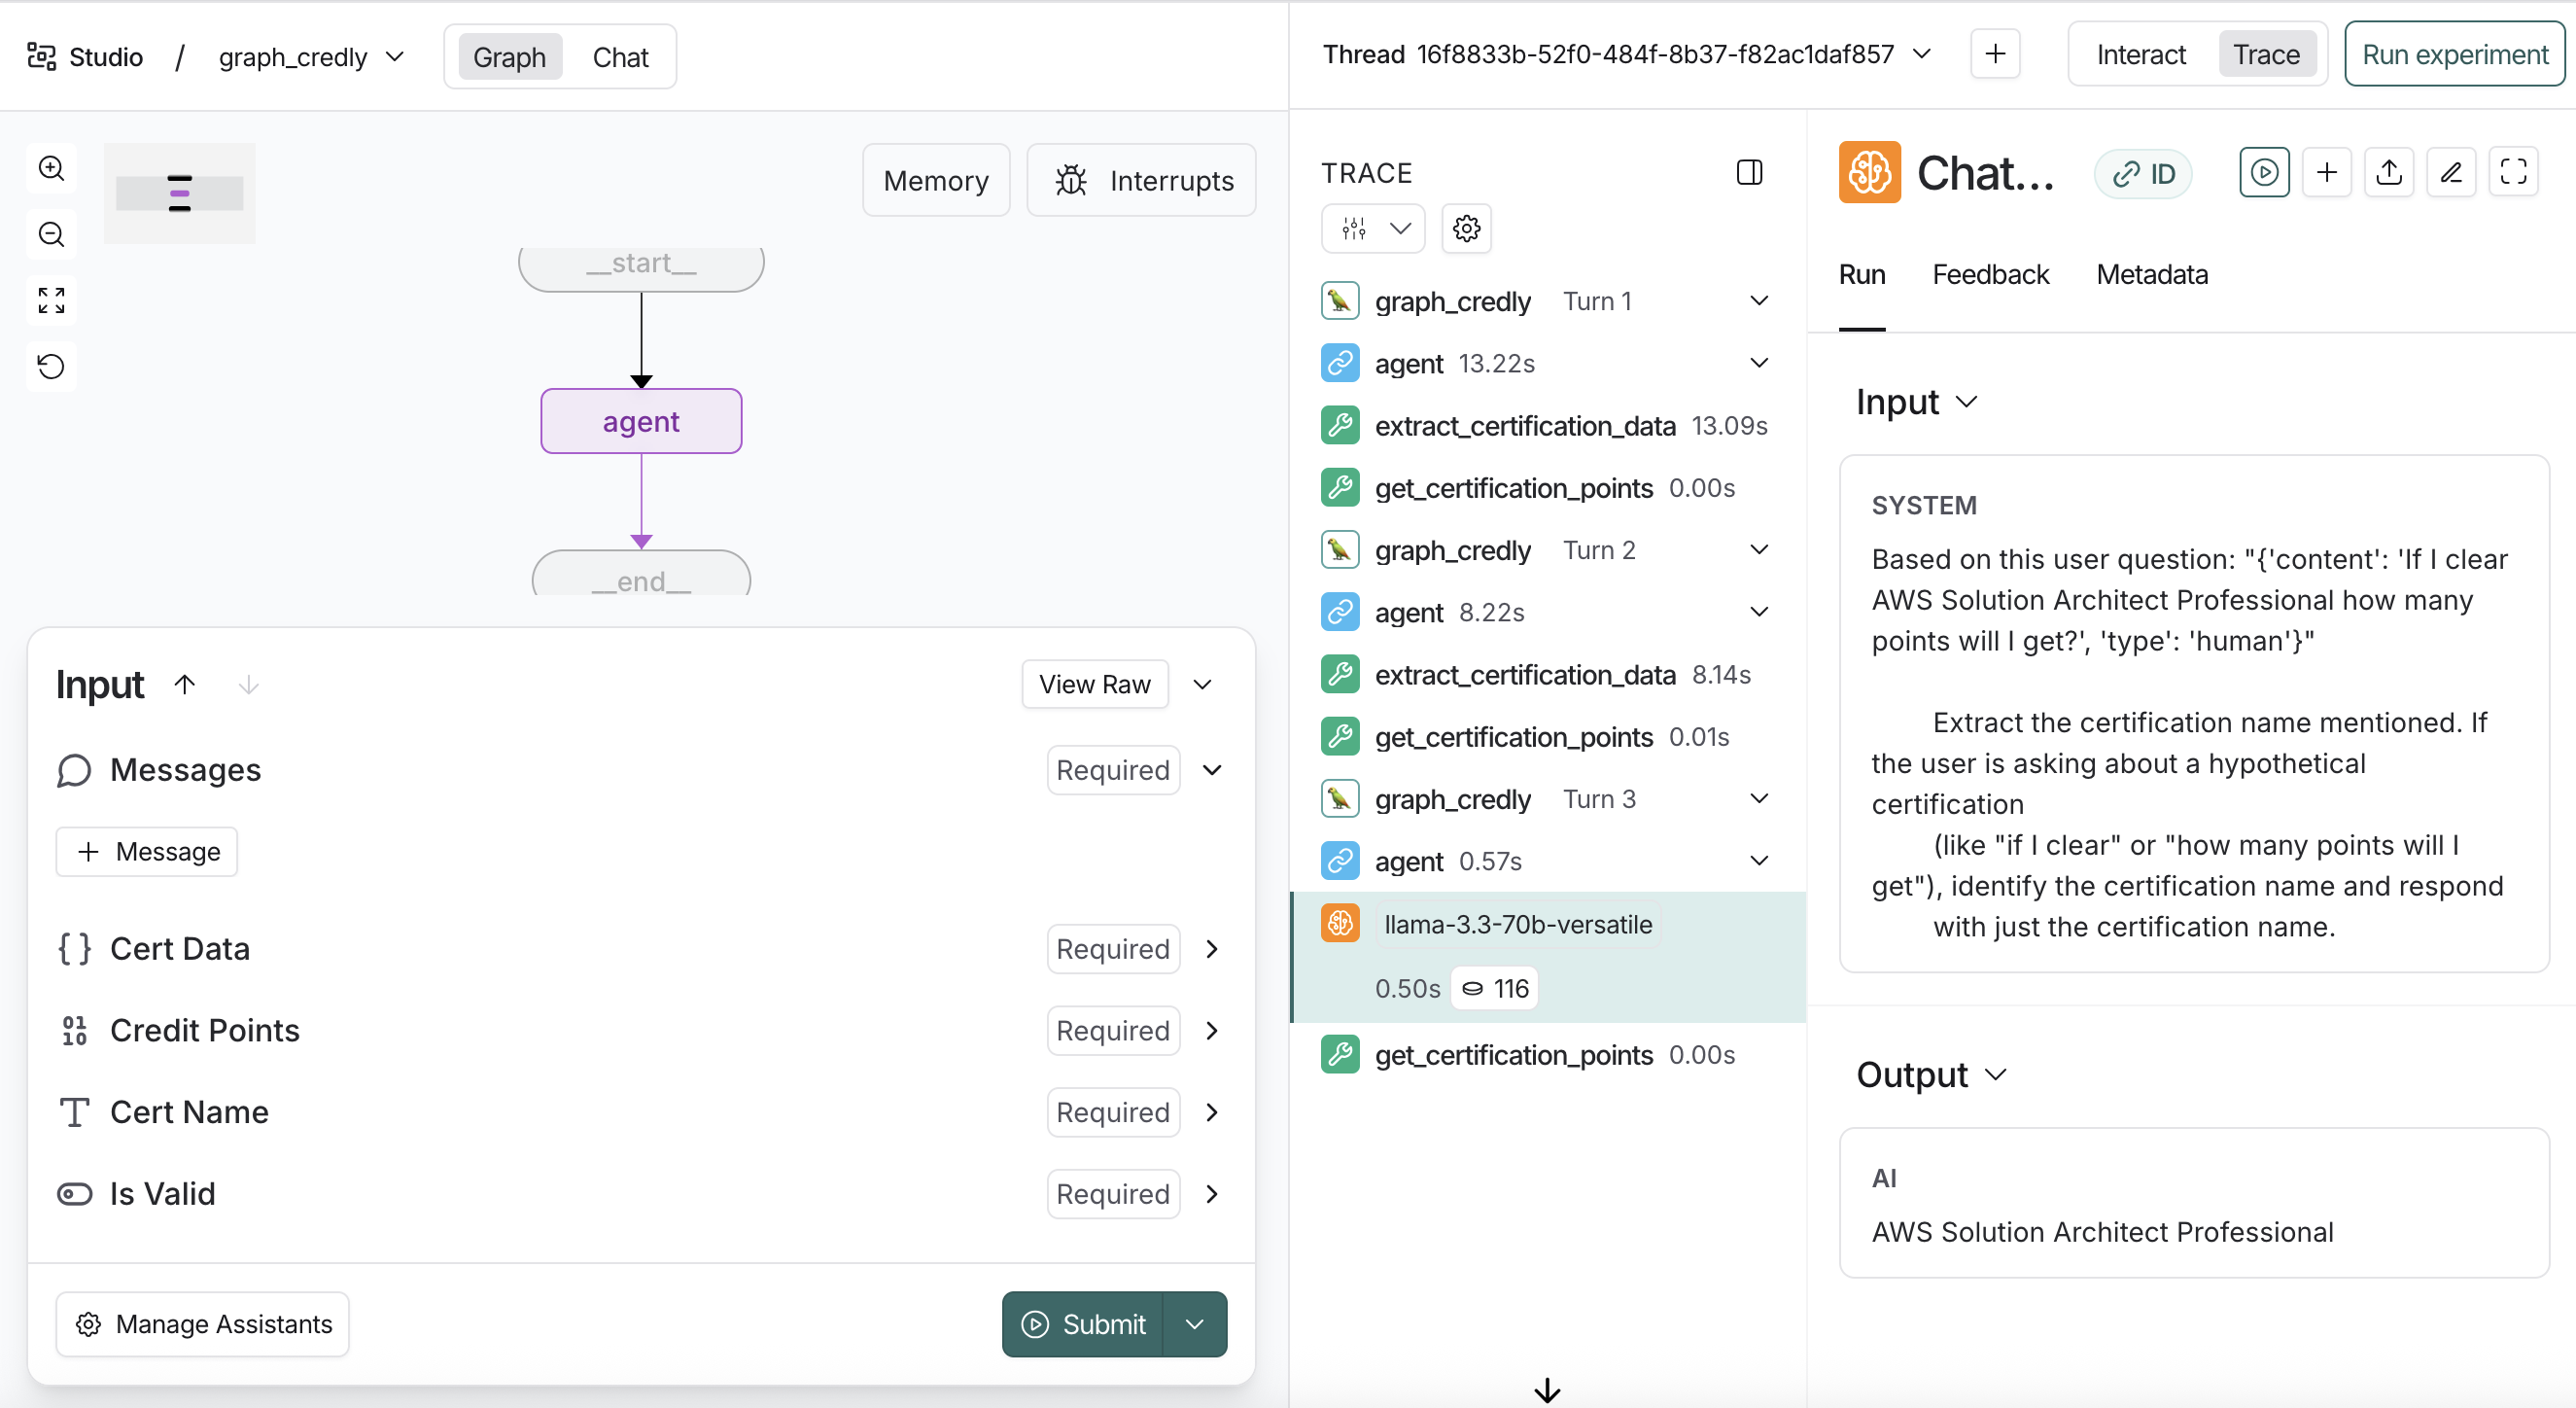 Studio / graph_credly
Graph Chat
Memory Interrupts
__start__
agent
__end__
Input View Raw
Messages Required
+ Message
Cert Data Required
Credit Points Required
Cert Name Required
Is Valid Required
Manage Assistants Submit
Thread 16f8833b-52f0-484f-8b37-f82ac1daf857
Interact Trace Run experiment
TRACE
graph_credly Turn 1
agent 13.22s
extract_certification_data 13.09s
get_certification_points 0.00s
graph_credly Turn 2
agent 8.22s
extract_certification_data 8.14s
get_certification_points 0.01s
graph_credly Turn 3
agent 0.57s
llama-3.3-70b-versatile
0.50s 116
get_certification_points 0.00s
Chat... ID
Run Feedback Metadata
Input
SYSTEM
Based on this user question: "{'content': 'If I clear
AWS Solution Architect Professional how many
points will I get?', 'type': 'human'}"
Extract the certification name mentioned. If
the user is asking about a hypothetical
certification
(like "if I clear" or "how many points will I
get"), identify the certification name and respond
with just the certification name.
Output
AI
AWS Solution Architect Professional